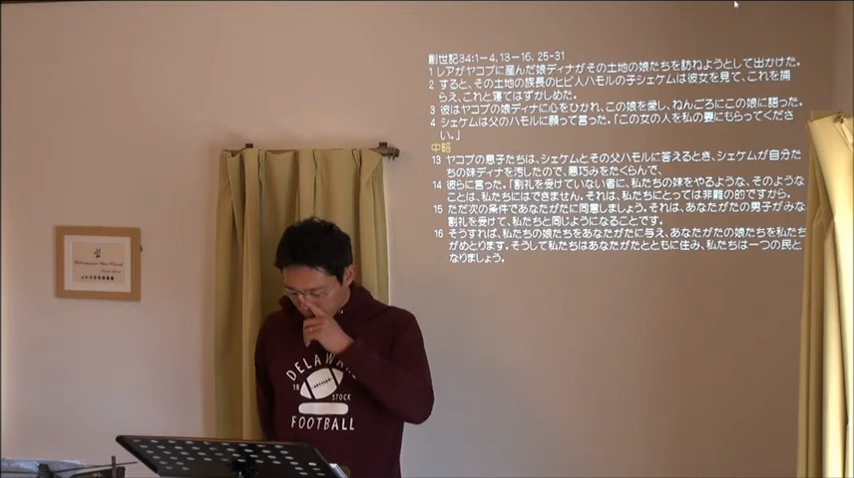 創世記34:1−4,13−16, 25−31
1 レアがヤコブに産んだ娘ディナがその土地の娘たちを訪ねようとして出かけた。
2 すると、その土地の族長のヒビ人ハモルの子シェケムは彼女を見て、これを捕
らえ、これと寝てはずかしめた。
3 彼はヤコブの娘ディナに心をひかれ、この娘を愛し、ねんごろにこの娘に語った。
4 シェケムは父のハモルに願って言った。「この女の人を私の妻にもらってくださ
い。」
中略
13 ヤコブの息子たちは、シェケムとその父ハモルに答えるとき、シェケムが自分た
ちの妹ディナを汚したので、悪巧みをたくらんで、
14 彼らに言った。「割礼を受けていない者に、私たちの妹をやるような、そのような
ことは、私たちにはできません。それは、私たちにとっては非難の的ですから。
15 ただ次の条件であなたがたに同意しましょう。それは、あなたがたの男子がみな
割礼を受けて、私たちと同じようになることです。
16 そうすれば、私たちの娘たちをあなたがたに与え、あなたがたの娘たちを私たち
がめとります。そうして私たちはあなたがたとともに住み、私たちは一つの民と
なりましょう。
DELAWARE
IN STOCK
FOOTBALL